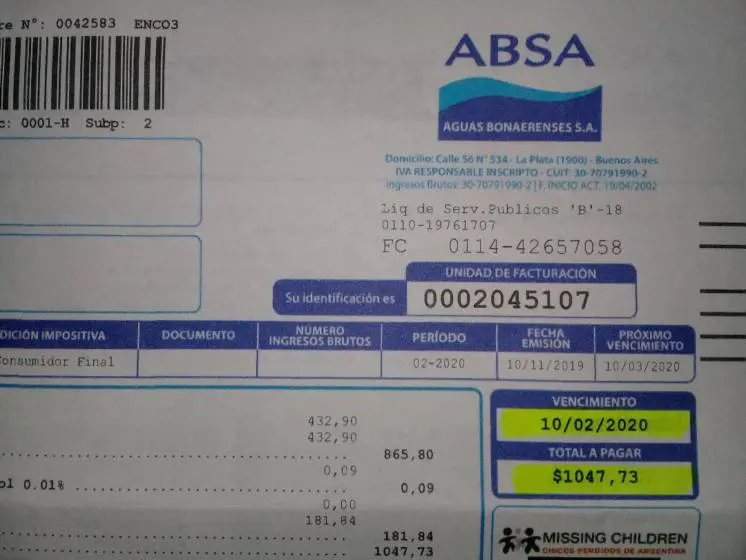 re Nº: 0042583 ENCO3
c: 0001-H Subp: 2
ABSA
AGUAS BONAERENSES S.A.
Domicilio: Calle 56 Nº 534 - La Plata (1900) - Buenos Aires
IVA RESPONSABLE INSCRIPTO - CUIT: 30-70791990-2
Ingresos Brutos: 30-70791990-2 | F. INICIO ACT. 19/04/2002
Liq de Serv.Publicos 'B'-18
0110-19761707
FC 0114-42657058
UNIDAD DE FACTURACIÓN
Su identificación es 0002045107
DICIÓN IMPOSITIVA DOCUMENTO NÚMERO INGRESOS BRUTOS PERÍODO FECHA EMISIÓN PRÓXIMO VENCIMIENTO
onsumidor Final 02-2020 10/11/2019 10/03/2020
VENCIMIENTO
10/02/2020
TOTAL A PAGAR
$1047,73
432,90
432,90
865,80
0,09
ol 0.01% 0,09
0,00
181,84
181,84
1047,73
MISSING CHILDREN
CHICOS PERDIDOS DE ARGENTINA